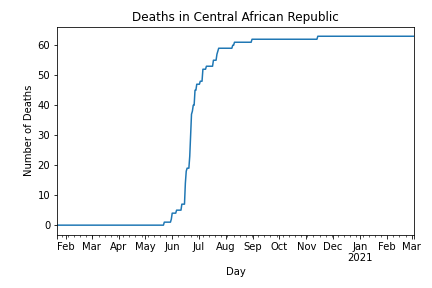 Deaths in Central African Republic
Number of Deaths
60
50
40
30
20
10
0
Feb Mar Apr May Jun Jul Aug Sep Oct Nov Dec Jan Feb Mar
2021
Day